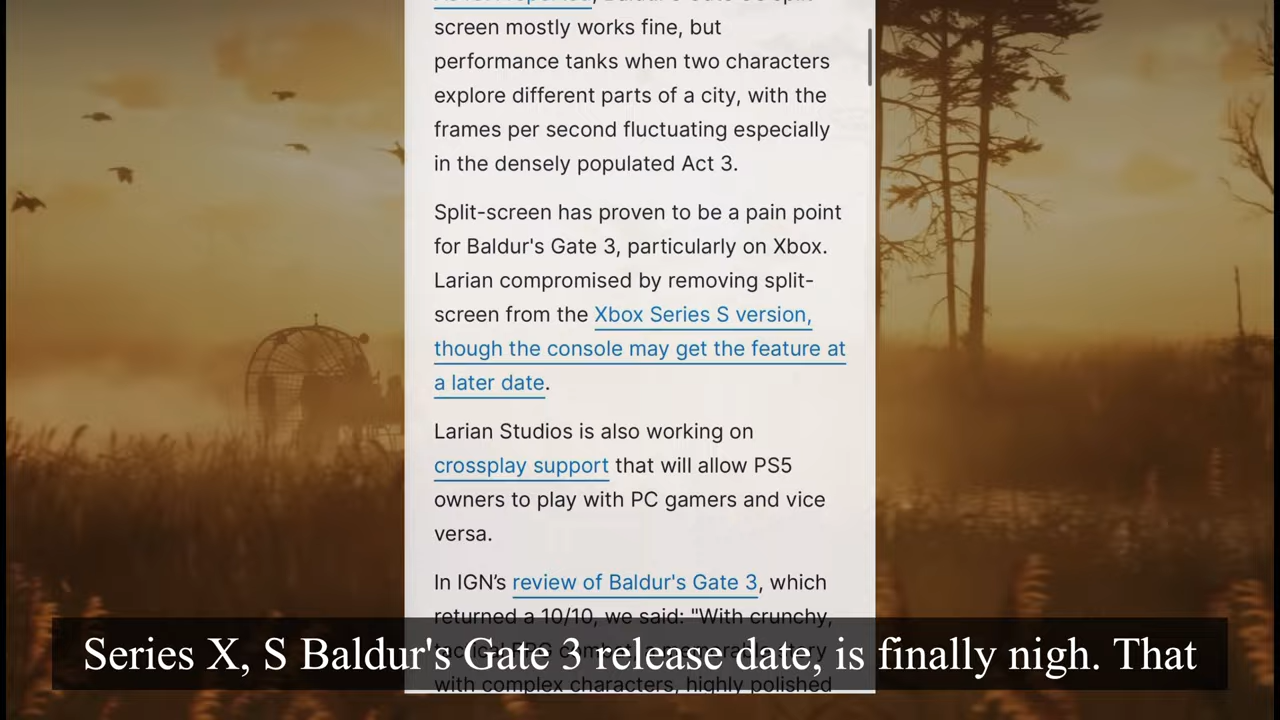 screen mostly works fine, but
performance tanks when two characters
explore different parts of a city, with the
frames per second fluctuating especially
in the densely populated Act 3.
Split-screen has proven to be a pain point
for Baldur's Gate 3, particularly on Xbox.
Larian compromised by removing split-
screen from the Xbox Series S version,
though the console may get the feature at
a later date.
Larian Studios is also working on
crossplay support that will allow PS5
owners to play with PC gamers and vice
versa.
In IGN’s review of Baldur's Gate 3, which
returned a 10/10, we said: "With crunchy,
with complex characters, highly polished
Series X, S Baldur's Gate 3 release date, is finally nigh. That